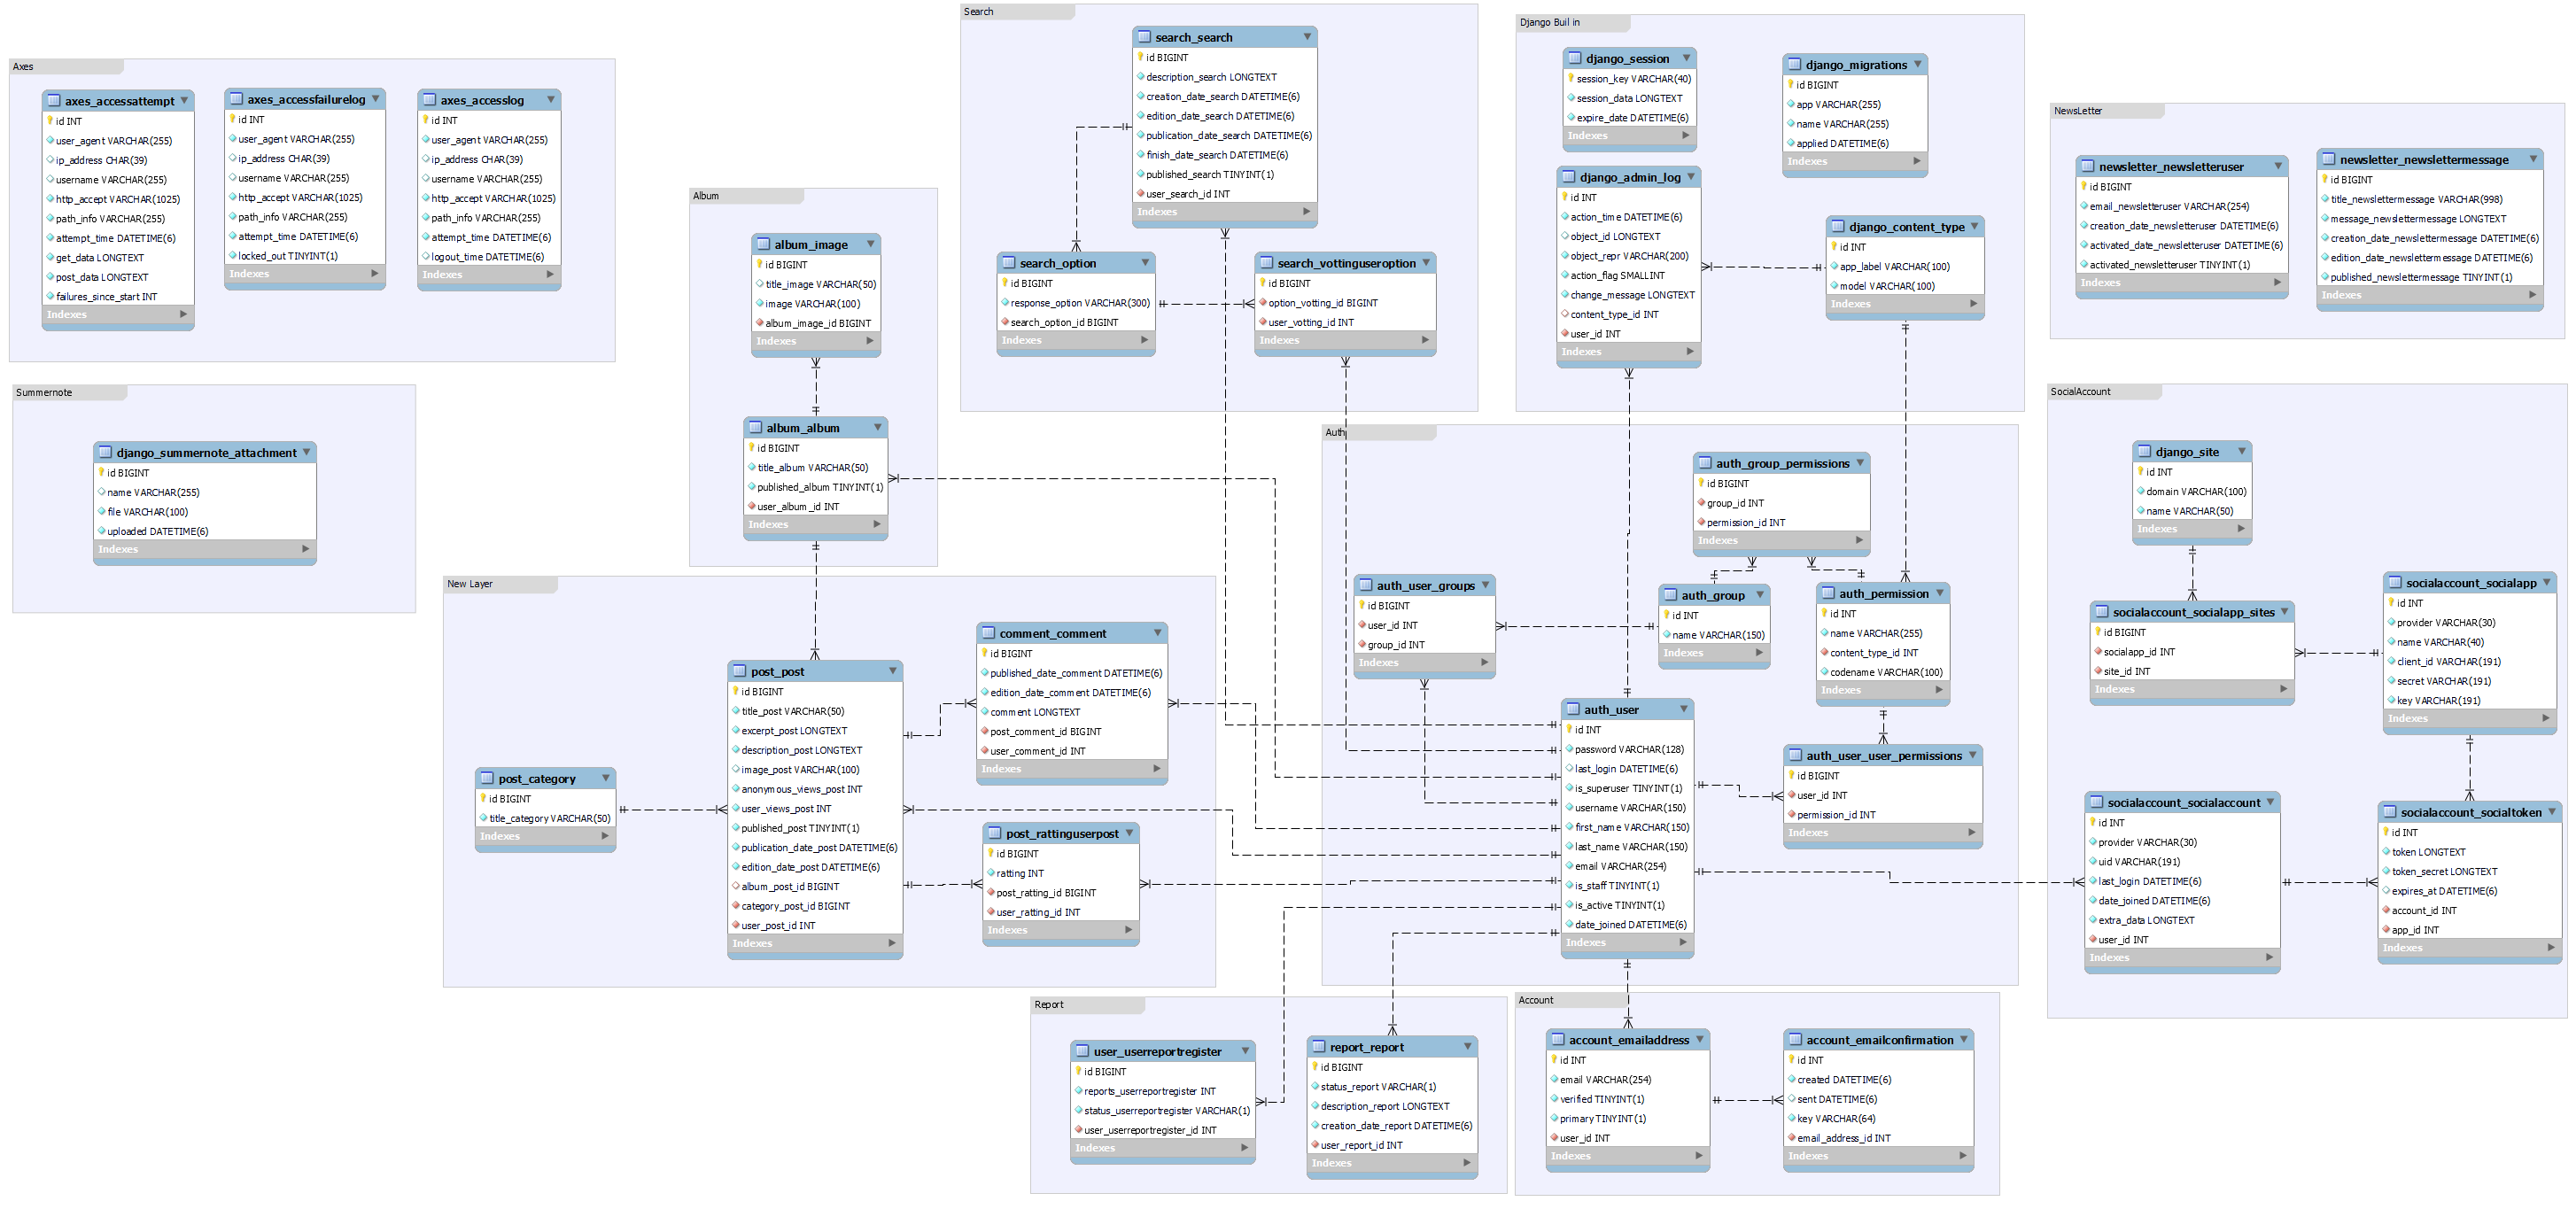 Axes
axes_accessattempt
id INT
user_agent VARCHAR(255)
ip_address CHAR(39)
username VARCHAR(255)
http_accept VARCHAR(1025)
path_info VARCHAR(255)
attempt_time DATETIME(6)
get_data LONGTEXT
post_data LONGTEXT
failures_since_start INT
Indexes
axes_accessfailurelog
id INT
user_agent VARCHAR(255)
ip_address CHAR(39)
username VARCHAR(255)
http_accept VARCHAR(1025)
path_info VARCHAR(255)
attempt_time DATETIME(6)
locked_out TINYINT(1)
Indexes
axes_accesslog
id INT
user_agent VARCHAR(255)
ip_address CHAR(39)
username VARCHAR(255)
http_accept VARCHAR(1025)
path_info VARCHAR(255)
attempt_time DATETIME(6)
logout_time DATETIME(6)
Indexes
Summernote
django_summernote_attachment
id BIGINT
name VARCHAR(255)
file VARCHAR(100)
uploaded DATETIME(6)
Indexes
Album
album_image
id BIGINT
title_image VARCHAR(50)
image VARCHAR(100)
album_image_id BIGINT
Indexes
album_album
id BIGINT
title_album VARCHAR(50)
published_album TINYINT(1)
user_album_id INT
Indexes
Search
search_search
id BIGINT
description_search LONGTEXT
creation_date_search DATETIME(6)
edition_date_search DATETIME(6)
publication_date_search DATETIME(6)
finish_date_search DATETIME(6)
published_search TINYINT(1)
user_search_id INT
Indexes
search_option
id BIGINT
response_option VARCHAR(300)
search_option_id BIGINT
Indexes
search_vottinguseroption
id BIGINT
option_votting_id BIGINT
user_votting_id INT
Indexes
Django Buil in
django_session
session_key VARCHAR(40)
session_data LONGTEXT
expire_date DATETIME(6)
Indexes
django_migrations
id BIGINT
app VARCHAR(255)
name VARCHAR(255)
applied DATETIME(6)
Indexes
django_admin_log
id INT
action_time DATETIME(6)
object_id LONGTEXT
object_repr VARCHAR(200)
action_flag SMALLINT
change_message LONGTEXT
content_type_id INT
user_id INT
Indexes
django_content_type
id INT
app_label VARCHAR(100)
model VARCHAR(100)
Indexes
NewsLetter
newsletter_newsletteruser
id BIGINT
email_newsletteruser VARCHAR(254)
creation_date_newsletteruser DATETIME(6)
activated_date_newsletteruser DATETIME(6)
activated_newsletteruser TINYINT(1)
Indexes
newsletter_newslettermessage
id BIGINT
title_newslettermessage VARCHAR(998)
message_newslettermessage LONGTEXT
creation_date_newslettermessage DATETIME(6)
edition_date_newslettermessage DATETIME(6)
published_newslettermessage TINYINT(1)
Indexes
New Layer
post_category
id BIGINT
title_category VARCHAR(50)
Indexes
post_post
id BIGINT
title_post VARCHAR(50)
excerpt_post LONGTEXT
description_post LONGTEXT
image_post VARCHAR(100)
anonymous_views_post INT
user_views_post INT
published_post TINYINT(1)
publication_date_post DATETIME(6)
edition_date_post DATETIME(6)
album_post_id BIGINT
category_post_id BIGINT
user_post_id INT
Indexes
comment_comment
id BIGINT
published_date_comment DATETIME(6)
edition_date_comment DATETIME(6)
comment LONGTEXT
post_comment_id BIGINT
user_comment_id INT
Indexes
post_rattinguserpost
id BIGINT
ratting INT
post_ratting_id BIGINT
user_ratting_id INT
Indexes
Auth
auth_group_permissions
id BIGINT
group_id INT
permission_id INT
Indexes
auth_user_groups
id BIGINT
user_id INT
group_id INT
Indexes
auth_group
id INT
name VARCHAR(150)
Indexes
auth_permission
id INT
name VARCHAR(255)
content_type_id INT
codename VARCHAR(100)
Indexes
auth_user
id INT
password VARCHAR(128)
last_login DATETIME(6)
is_superuser TINYINT(1)
username VARCHAR(150)
first_name VARCHAR(150)
last_name VARCHAR(150)
email VARCHAR(254)
is_staff TINYINT(1)
is_active TINYINT(1)
date_joined DATETIME(6)
Indexes
auth_user_user_permissions
id BIGINT
user_id INT
permission_id INT
Indexes
SocialAccount
django_site
id INT
domain VARCHAR(100)
name VARCHAR(50)
Indexes
socialaccount_socialapp_sites
id BIGINT
socialapp_id INT
site_id INT
Indexes
socialaccount_socialapp
id INT
provider VARCHAR(30)
name VARCHAR(40)
client_id VARCHAR(191)
secret VARCHAR(191)
key VARCHAR(191)
Indexes
socialaccount_socialaccount
id INT
provider VARCHAR(30)
uid VARCHAR(191)
last_login DATETIME(6)
date_joined DATETIME(6)
extra_data LONGTEXT
user_id INT
Indexes
socialaccount_socialtoken
id INT
token LONGTEXT
token_secret LONGTEXT
expires_at DATETIME(6)
account_id INT
app_id INT
Indexes
Report
user_userreportregister
id BIGINT
reports_userreportregister INT
status_userreportregister VARCHAR(1)
user_userreportregister_id INT
Indexes
report_report
id BIGINT
status_report VARCHAR(1)
description_report LONGTEXT
creation_date_report DATETIME(6)
user_report_id INT
Indexes
Account
account_emailaddress
id INT
email VARCHAR(254)
verified TINYINT(1)
primary TINYINT(1)
user_id INT
Indexes
account_emailconfirmation
id INT
created DATETIME(6)
sent DATETIME(6)
key VARCHAR(64)
email_address_id INT
Indexes